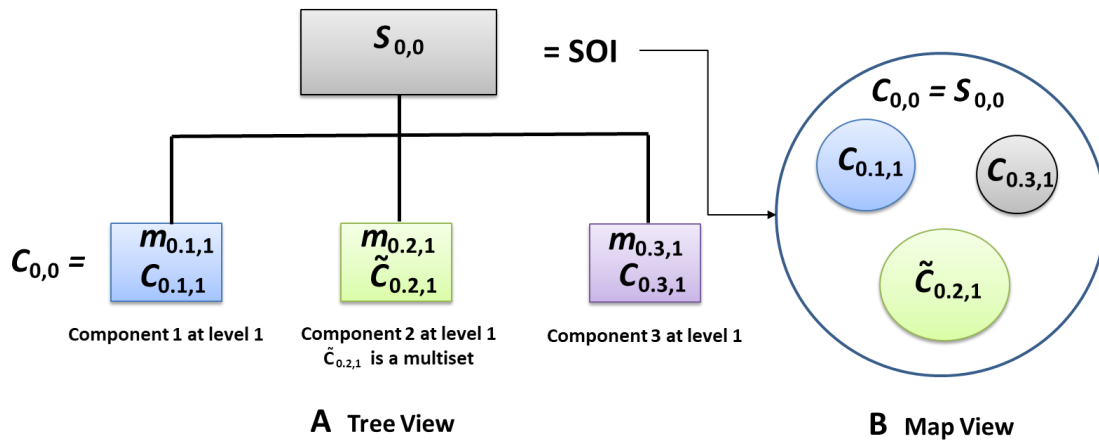 S0,0
= SOI
C0,0 = S0,0
C0.1,1
C0.3,1
C̃0.2,1
C0,0 =
m0.1,1
C0.1,1
m0.2,1
C̃0.2,1
m0.3,1
C0.3,1
Component 1 at level 1
Component 2 at level 1
C̃0.2,1 is a multiset
Component 3 at level 1
A Tree View
B Map View